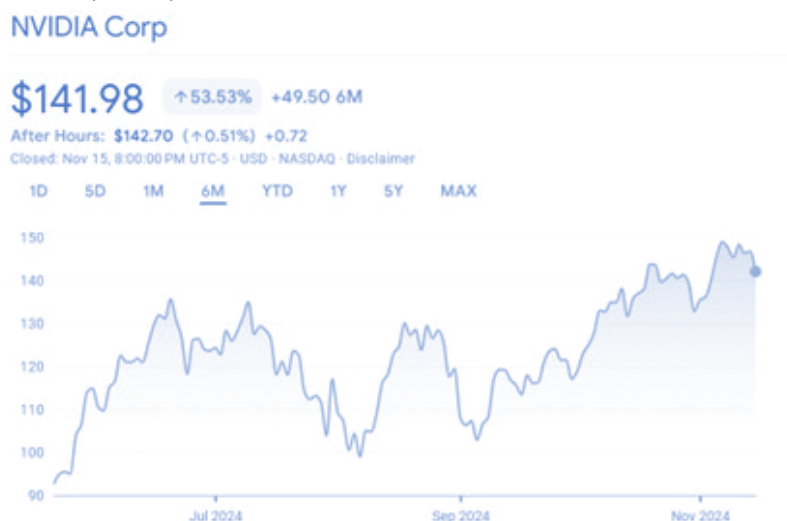 NVIDIA Corp
$141.98 ↑53.53% +49.50 6M
After Hours: $142.70 (↑0.51%) +0.72
Closed: Nov 15, 8:00:00 PM UTC-5 · USD · NASDAQ · Disclaimer
1D 5D 1M 6M YTD 1Y 5Y MAX
150
140
130
120
110
100
90
Jul 2024 Sep 2024 Nov 2024